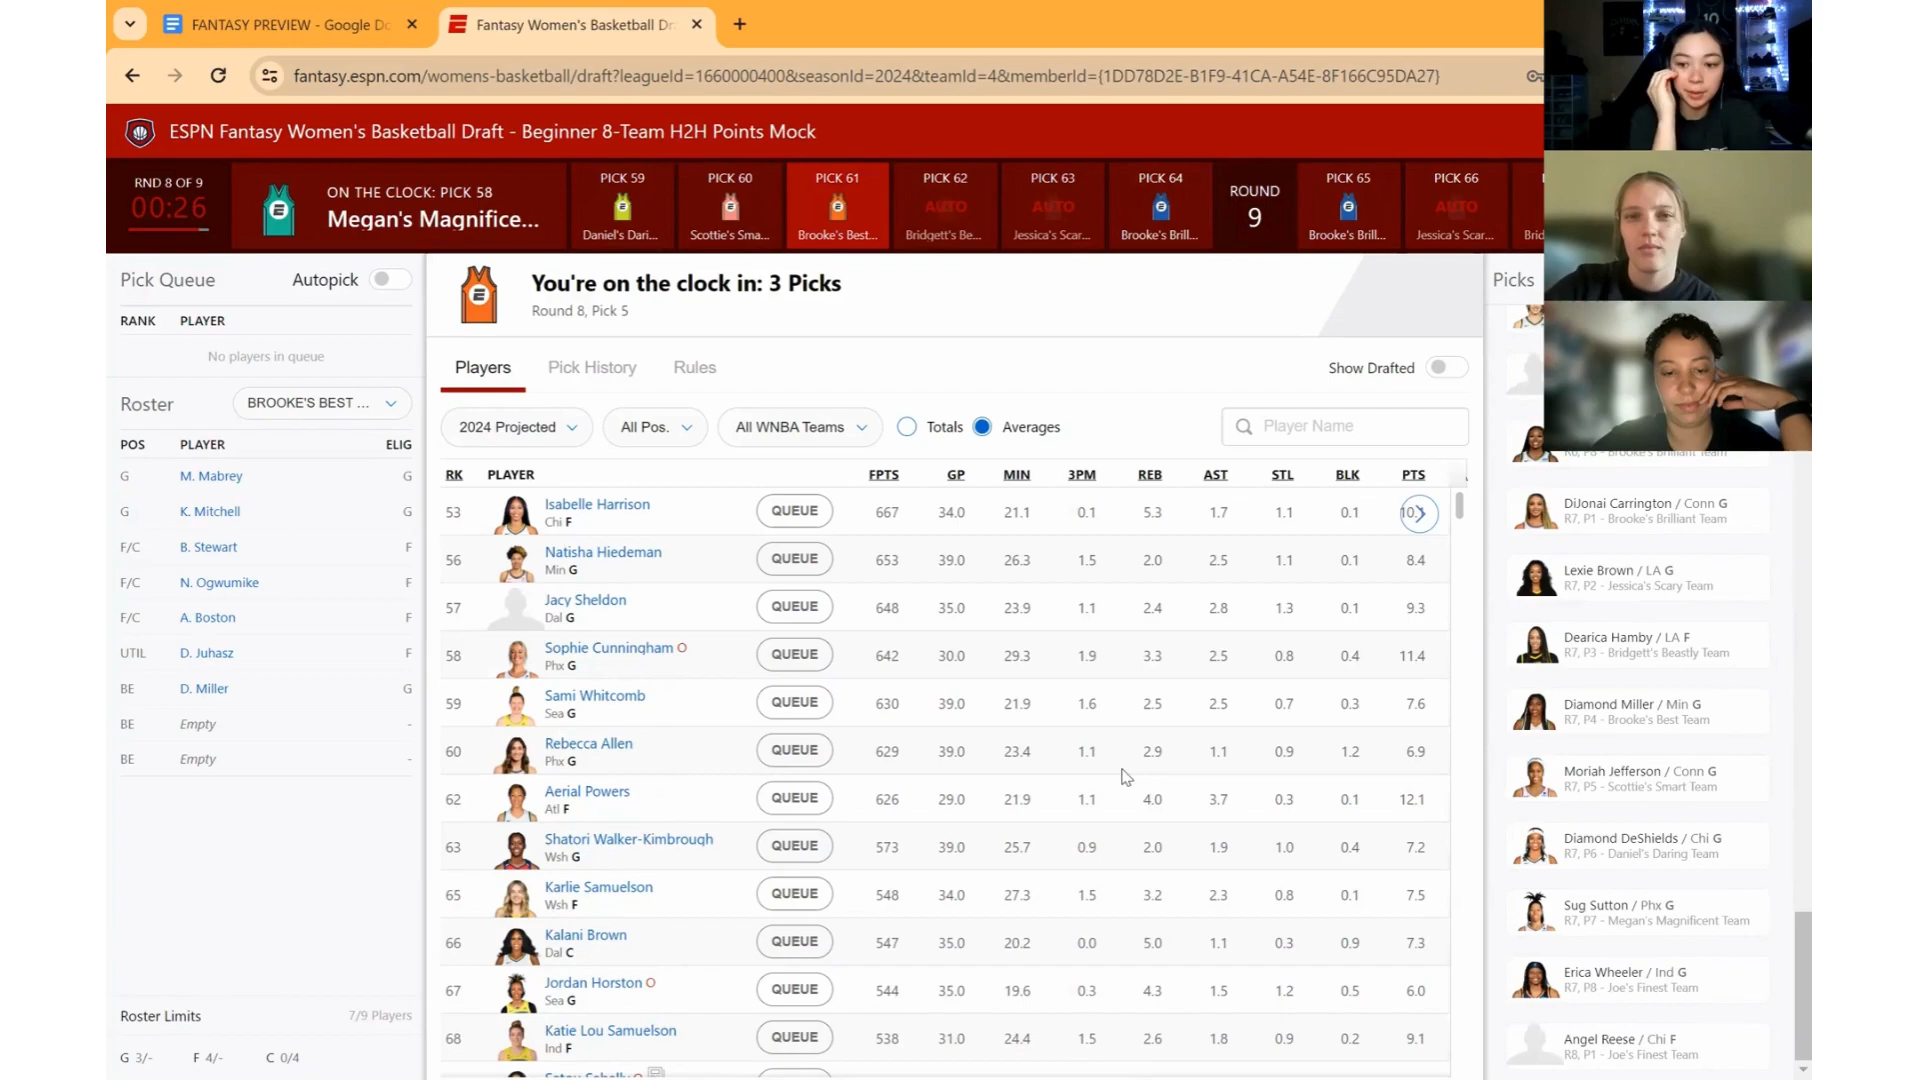 FANTASY PREVIEW - Google Do
Fantasy Women's Basketball Dr
fantasy.espn.com/womens-basketball/draft?leagueId=1660000400&seasonId=2024&teamId=4&memberId={1DD78D2E-B1F9-41CA-A54E-8F166C95DA27}
ESPN Fantasy Women's Basketball Draft - Beginner 8-Team H2H Points Mock
RND 8 OF 9
00:26
ON THE CLOCK: PICK 58
Megan's Magnifice...
PICK 59
Daniel's Dari...
PICK 60
Scottie's Sma...
PICK 61
Brooke's Best...
PICK 62
AUTO
Bridgett's Be...
PICK 63
AUTO
Jessica's Scar...
PICK 64
Brooke's Brill...
ROUND
9
PICK 65
Brooke's Brill...
PICK 66
AUTO
Jessica's Scar...
Brid
Pick Queue
Autopick
RANK PLAYER
No players in queue
Roster
BROOKE'S BEST ...
POS PLAYER ELIG
G M. Mabrey G
G K. Mitchell G
F/C B. Stewart F
F/C N. Ogwumike F
F/C A. Boston F
UTIL D. Juhasz F
BE D. Miller G
BE Empty -
BE Empty -
Roster Limits 7/9 Players
G 3/- F 4/- C 0/4
You're on the clock in: 3 Picks
Round 8, Pick 5
Players Pick History Rules
Show Drafted
2024 Projected All Pos. All WNBA Teams Totals Averages
Player Name
RK PLAYER FPTS GP MIN 3PM REB AST STL BLK PTS
53 Isabelle Harrison Chi F QUEUE 667 34.0 21.1 0.1 5.3 1.7 1.1 0.1
56 Natisha Hiedeman Min G QUEUE 653 39.0 26.3 1.5 2.0 2.5 1.1 0.1 8.4
57 Jacy Sheldon Dal G QUEUE 648 35.0 23.9 1.1 2.4 2.8 1.3 0.1 9.3
58 Sophie Cunningham O Phx G QUEUE 642 30.0 29.3 1.9 3.3 2.5 0.8 0.4 11.4
59 Sami Whitcomb Sea G QUEUE 630 39.0 21.9 1.6 2.5 2.5 0.7 0.3 7.6
60 Rebecca Allen Phx G QUEUE 629 39.0 23.4 1.1 2.9 1.1 0.9 1.2 6.9
62 Aerial Powers Atl F QUEUE 626 29.0 21.9 1.1 4.0 3.7 0.3 0.1 12.1
63 Shatori Walker-Kimbrough Wsh G QUEUE 573 39.0 25.7 0.9 2.0 1.9 1.0 0.4 7.2
65 Karlie Samuelson Wsh F QUEUE 548 34.0 27.3 1.5 3.2 2.3 0.8 0.1 7.5
66 Kalani Brown Dal C QUEUE 547 35.0 20.2 0.0 5.0 1.1 0.3 0.9 7.3
67 Jordan Horston O Sea G QUEUE 544 35.0 19.6 0.3 4.3 1.5 1.2 0.5 6.0
68 Katie Lou Samuelson Ind F QUEUE 538 31.0 24.4 1.5 2.6 1.8 0.9 0.2 9.1
Picks
R6, P8 - Brooke's Brilliant Team
DiJonai Carrington / Conn G
R7, P1 - Brooke's Brilliant Team
Lexie Brown / LA G
R7, P2 - Jessica's Scary Team
Dearica Hamby / LA F
R7, P3 - Bridgett's Beastly Team
Diamond Miller / Min G
R7, P4 - Brooke's Best Team
Moriah Jefferson / Conn G
R7, P5 - Scottie's Smart Team
Diamond DeShields / Chi G
R7, P6 - Daniel's Daring Team
Sug Sutton / Phx G
R7, P7 - Megan's Magnificent Team
Erica Wheeler / Ind G
R7, P8 - Joe's Finest Team
Angel Reese / Chi F
R8, P1 - Joe's Finest Team